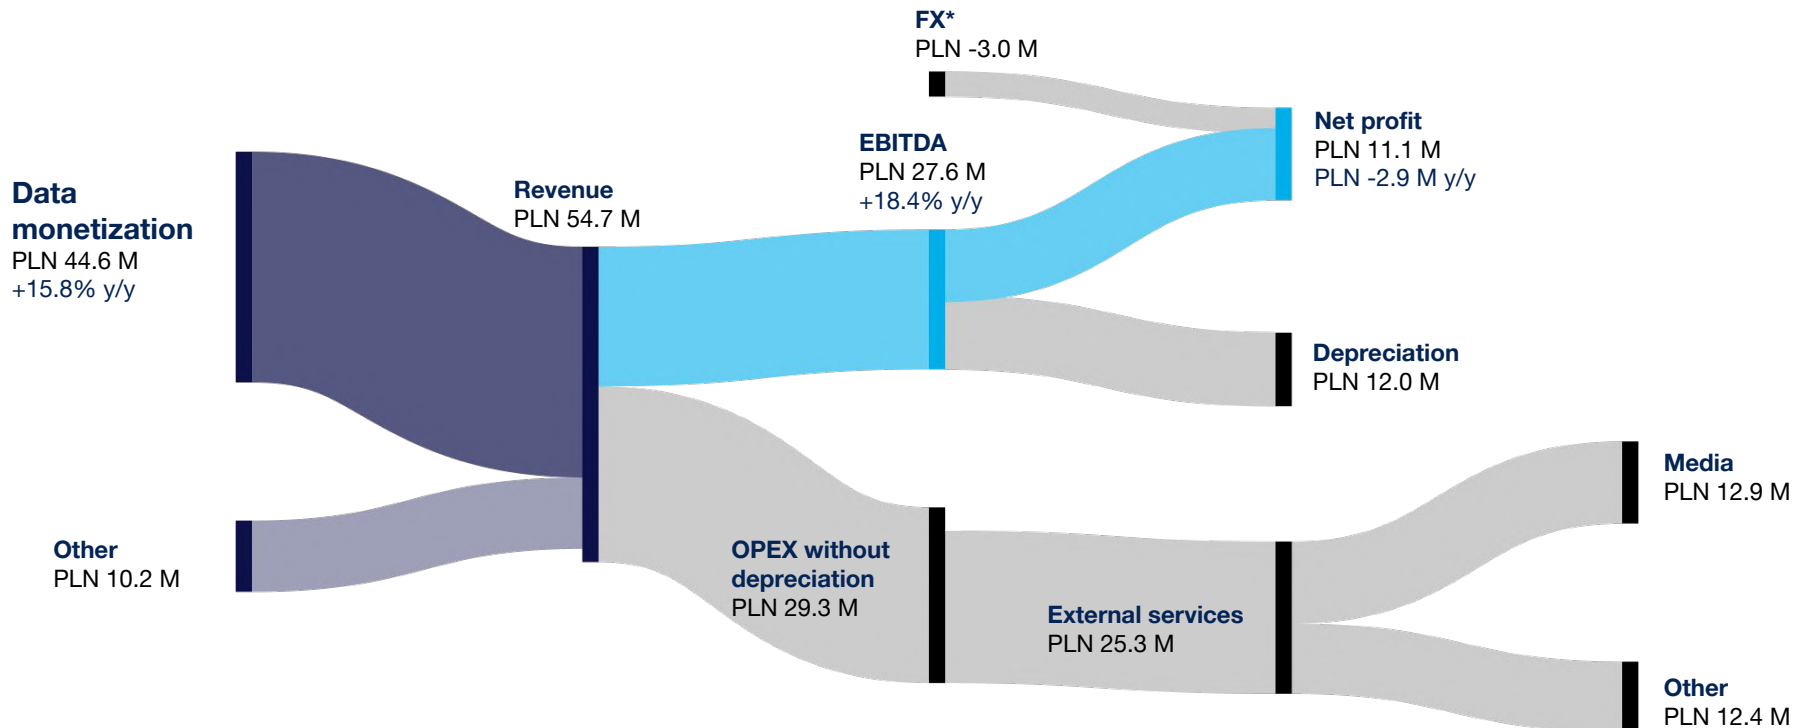 FX*
PLN -3.0 M
Net profit
PLN 11.1 M
PLN -2.9 M y/y
EBITDA
PLN 27.6 M
+18.4% y/y
Data
monetization
PLN 44.6 M
+15.8% y/y
Revenue
PLN 54.7 M
Depreciation
PLN 12.0 M
Media
PLN 12.9 M
Other
PLN 10.2 M
OPEX without
depreciation
PLN 29.3 M
External services
PLN 25.3 M
Other
PLN 12.4 M